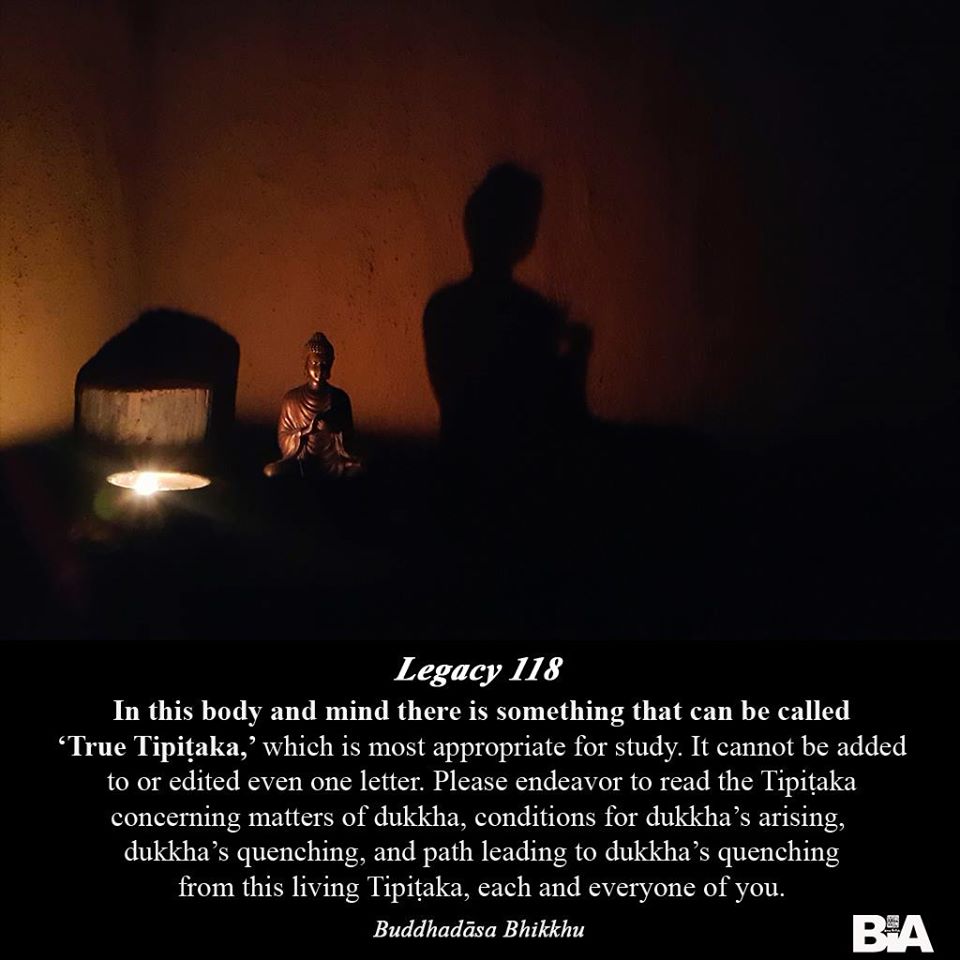 Legacy 118
In this body and mind there is something that can be called
‘True Tipiṭaka,’ which is most appropriate for study. It cannot be added
to or edited even one letter. Please endeavor to read the Tipiṭaka
concerning matters of dukkha, conditions for dukkha’s arising,
dukkha’s quenching, and path leading to dukkha’s quenching
from this living Tipiṭaka, each and everyone of you.
Buddhadāsa Bhikkhu
BiA